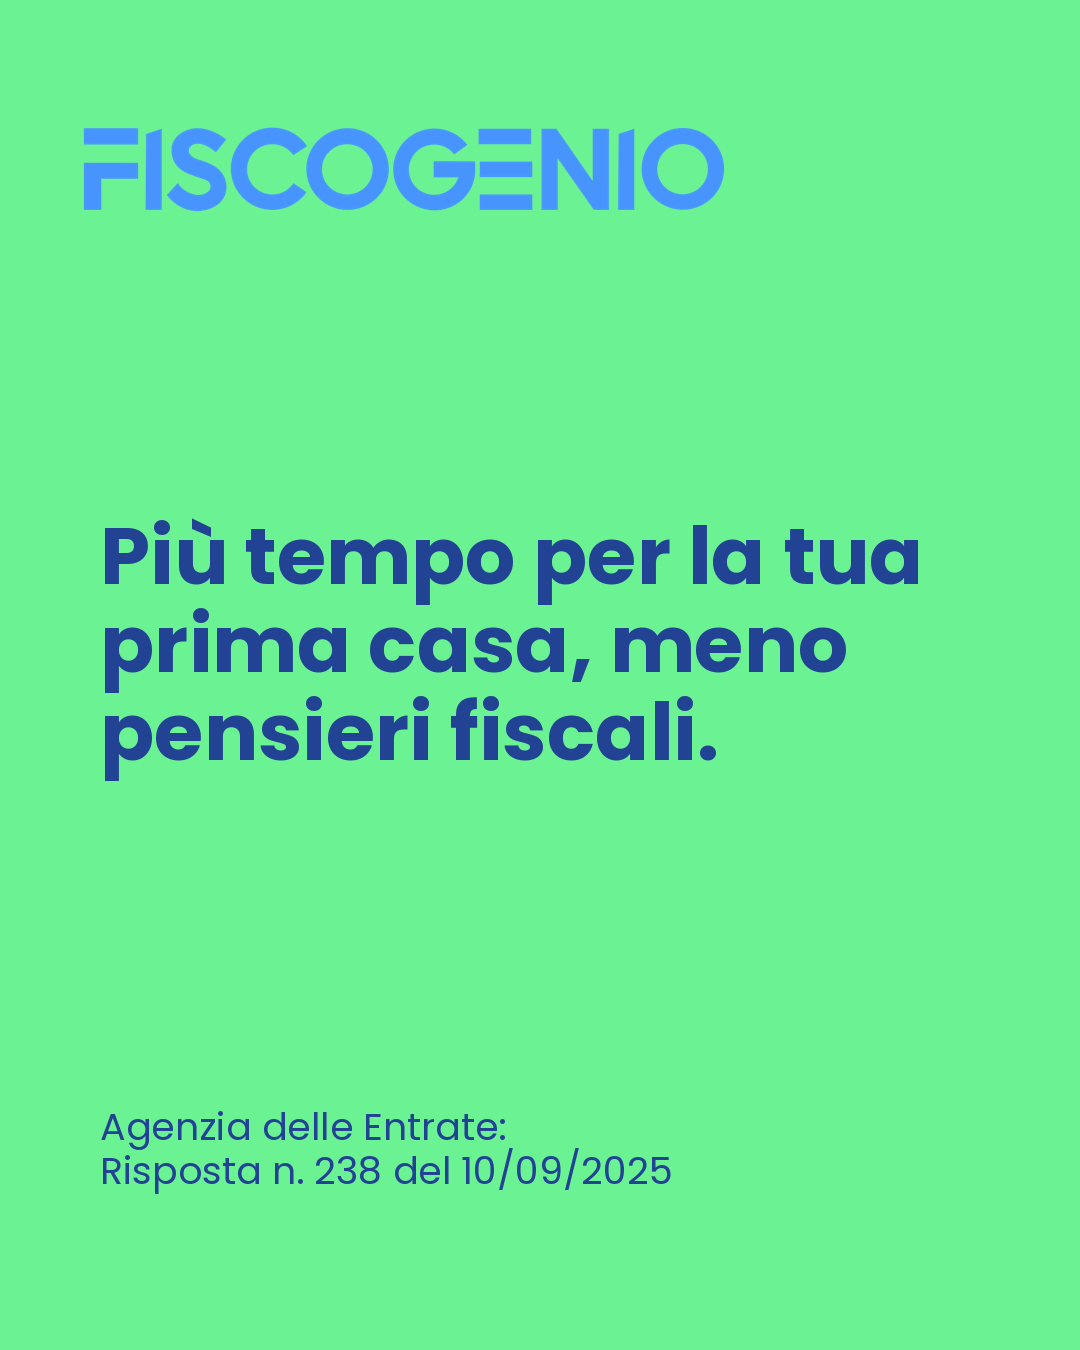 FISCOGENIO
Più tempo per la tua
prima casa, meno
pensieri fiscali.
Agenzia delle Entrate:
Risposta n. 238 del 10/09/2025